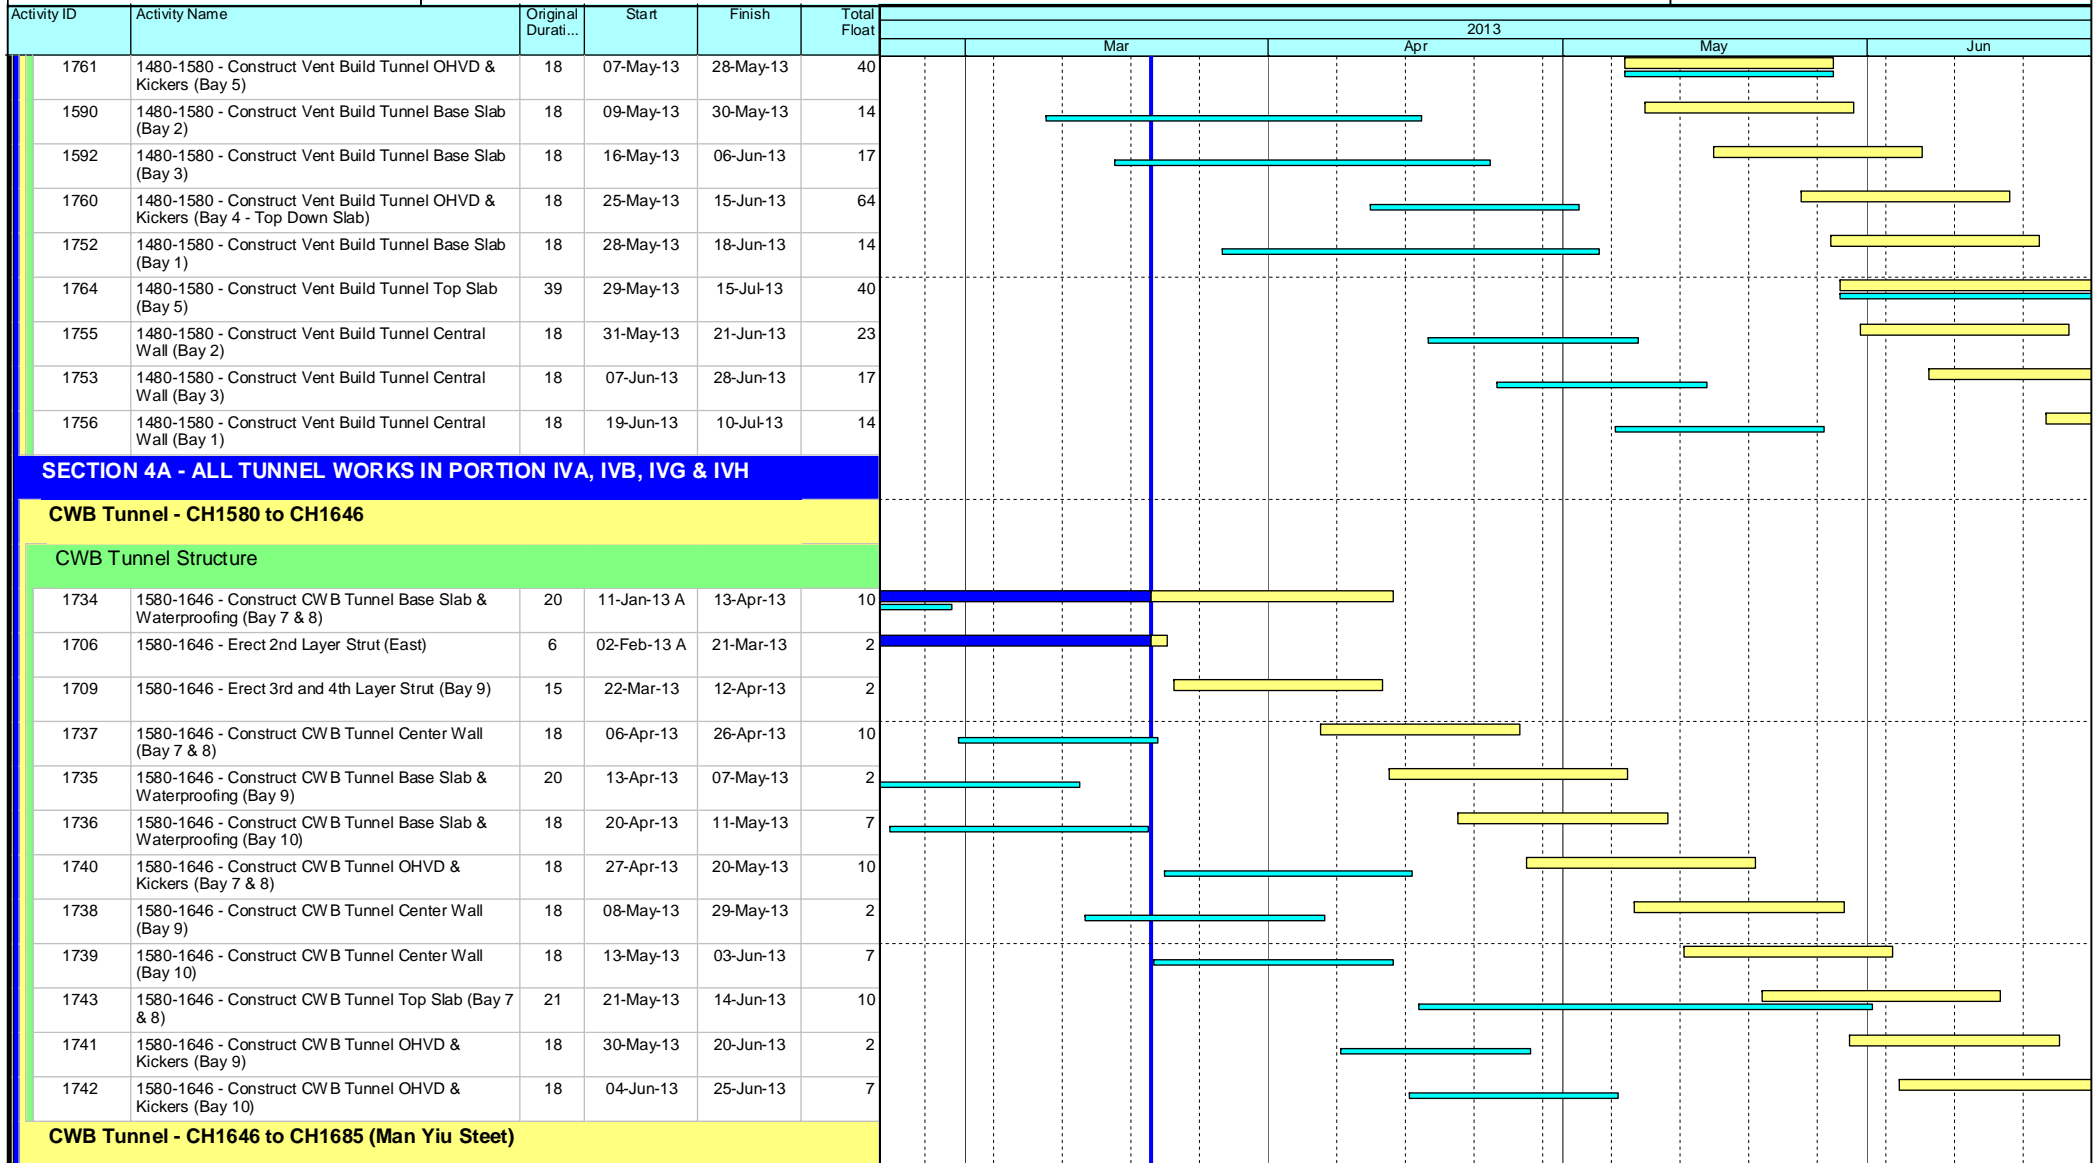 Activity ID Activity Name Original Start Finish Total
Durati... Float
2013
Mar Apr May Jun
1761 1480-1580 - Construct Vent Build Tunnel OHVD & 18 07-May-13 28-May-13 40
Kickers (Bay 5)
1590 1480-1580 - Construct Vent Build Tunnel Base Slab 18 09-May-13 30-May-13 14
(Bay 2)
1592 1480-1580 - Construct Vent Build Tunnel Base Slab 18 16-May-13 06-Jun-13 17
(Bay 3)
1760 1480-1580 - Construct Vent Build Tunnel OHVD & 18 25-May-13 15-Jun-13 64
Kickers (Bay 4 - Top Down Slab)
1752 1480-1580 - Construct Vent Build Tunnel Base Slab 18 28-May-13 18-Jun-13 14
(Bay 1)
1764 1480-1580 - Construct Vent Build Tunnel Top Slab 39 29-May-13 15-Jul-13 40
(Bay 5)
1755 1480-1580 - Construct Vent Build Tunnel Central 18 31-May-13 21-Jun-13 23
Wall (Bay 2)
1753 1480-1580 - Construct Vent Build Tunnel Central 18 07-Jun-13 28-Jun-13 17
Wall (Bay 3)
1756 1480-1580 - Construct Vent Build Tunnel Central 18 19-Jun-13 10-Jul-13 14
Wall (Bay 1)
SECTION 4A - ALL TUNNEL WORKS IN PORTION IVA, IVB, IVG & IVH
CWB Tunnel - CH1580 to CH1646
CWB Tunnel Structure
1734 1580-1646 - Construct CWB Tunnel Base Slab & 20 11-Jan-13 A 13-Apr-13 10
Waterproofing (Bay 7 & 8)
1706 1580-1646 - Erect 2nd Layer Strut (East) 6 02-Feb-13 A 21-Mar-13 2
1709 1580-1646 - Erect 3rd and 4th Layer Strut (Bay 9) 15 22-Mar-13 12-Apr-13 2
1737 1580-1646 - Construct CWB Tunnel Center Wall 18 06-Apr-13 26-Apr-13 10
(Bay 7 & 8)
1735 1580-1646 - Construct CWB Tunnel Base Slab & 20 13-Apr-13 07-May-13 2
Waterproofing (Bay 9)
1736 1580-1646 - Construct CWB Tunnel Base Slab & 18 20-Apr-13 11-May-13 7
Waterproofing (Bay 10)
1740 1580-1646 - Construct CWB Tunnel OHVD & 18 27-Apr-13 20-May-13 10
Kickers (Bay 7 & 8)
1738 1580-1646 - Construct CWB Tunnel Center Wall 18 08-May-13 29-May-13 2
(Bay 9)
1739 1580-1646 - Construct CWB Tunnel Center Wall 18 13-May-13 03-Jun-13 7
(Bay 10)
1743 1580-1646 - Construct CWB Tunnel Top Slab (Bay 7 21 21-May-13 14-Jun-13 10
& 8)
1741 1580-1646 - Construct CWB Tunnel OHVD & 18 30-May-13 20-Jun-13 2
Kickers (Bay 9)
1742 1580-1646 - Construct CWB Tunnel OHVD & 18 04-Jun-13 25-Jun-13 7
Kickers (Bay 10)
CWB Tunnel - CH1646 to CH1685 (Man Yiu Steet)